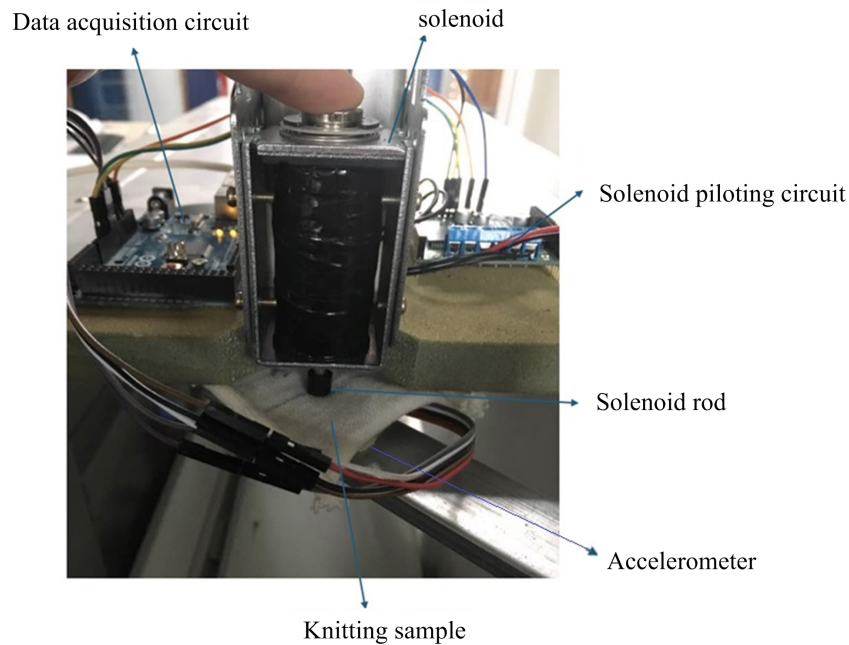 Data acquisition circuit
solenoid
Solenoid piloting circuit
Solenoid rod
Accelerometer
Knitting sample